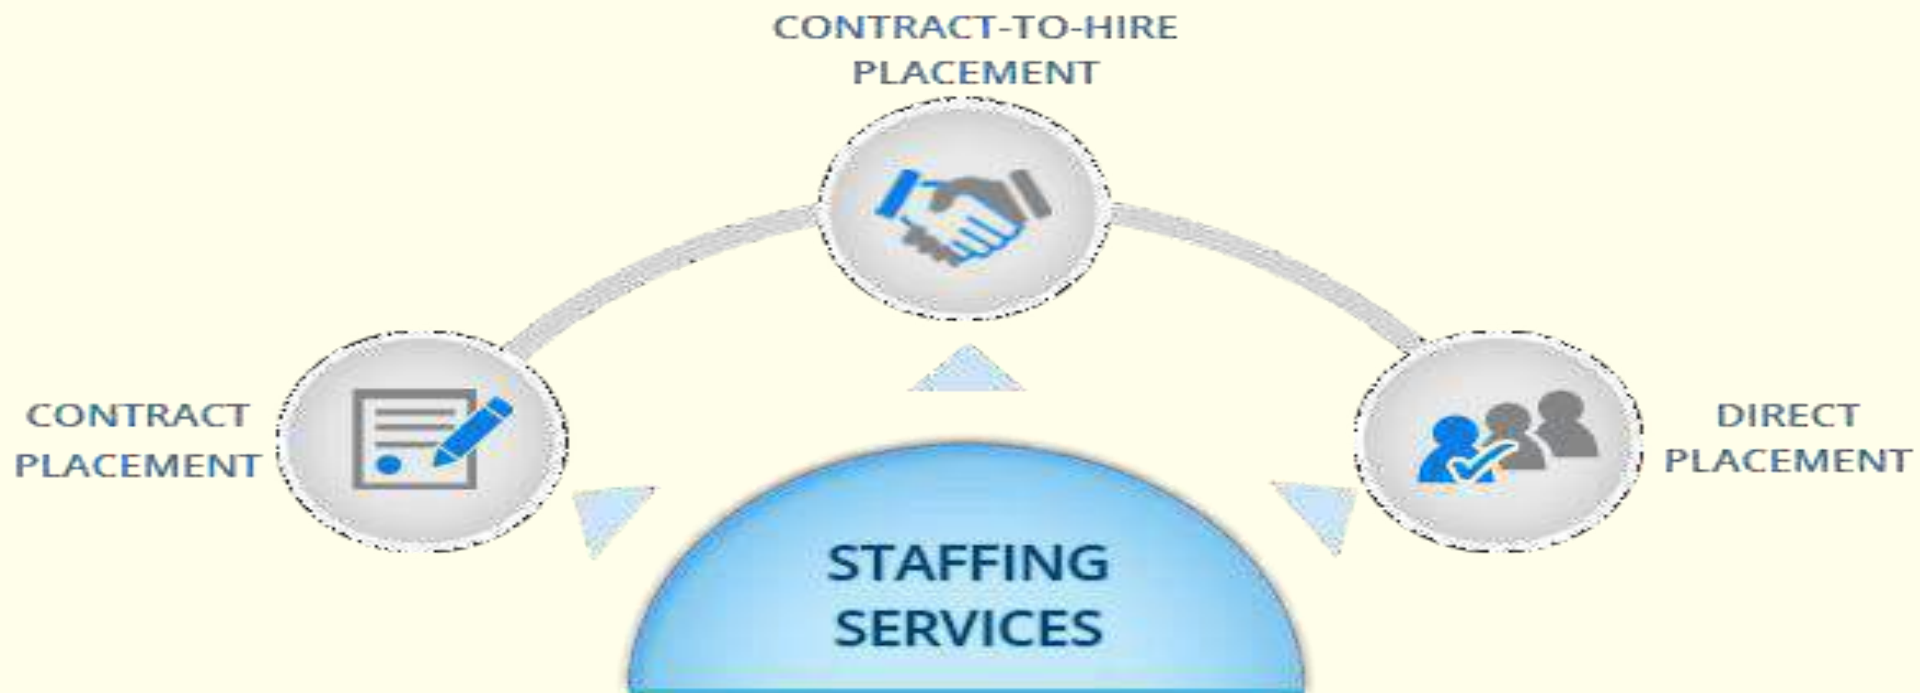 CONTRACT-TO-HIRE
PLACEMENT
CONTRACT
PLACEMENT
DIRECT
PLACEMENT
STAFFING
SERVICES